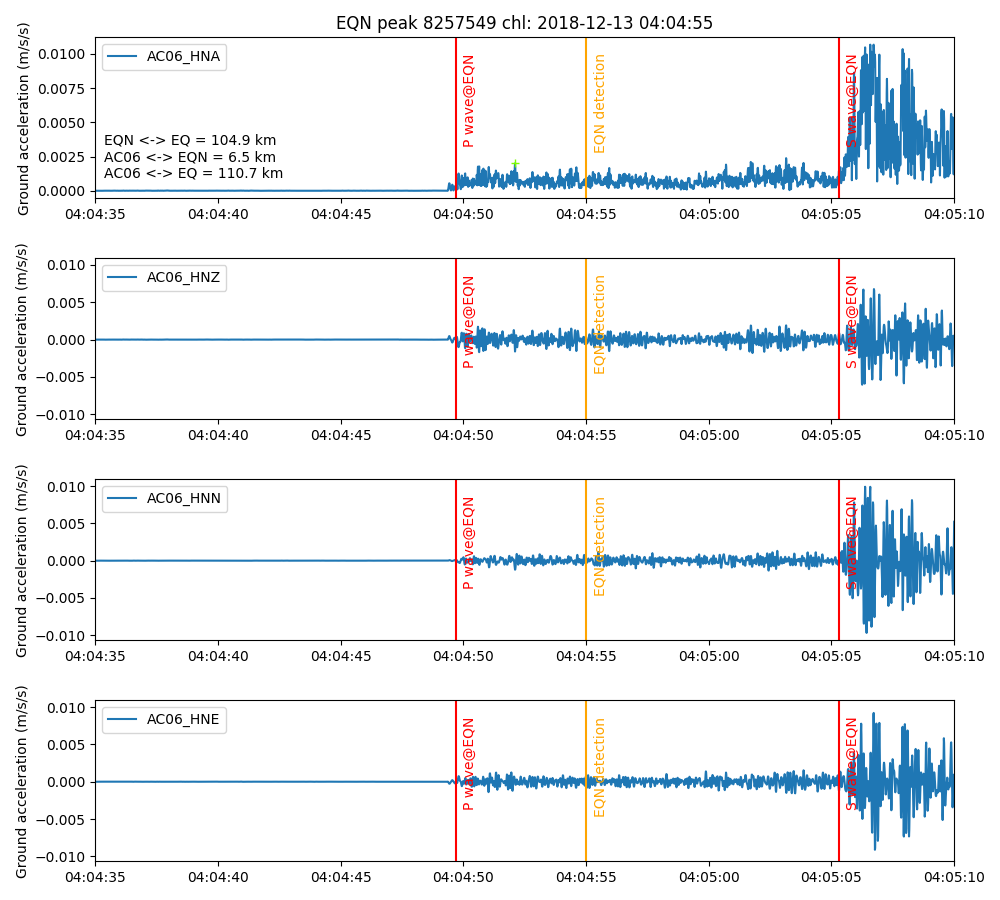 EQN peak 8257549 chl: 2018-12-13 04:04:55
Ground acceleration (m/s/s)
0.0100
0.0075
0.0050
0.0025
0.0000
AC06_HNA
EQN <-> EQ = 104.9 km
AC06 <-> EQN = 6.5 km
AC06 <-> EQ = 110.7 km
P wave@EQN
EQN detection
S wave@EQN
04:04:35 04:04:40 04:04:45 04:04:50 04:04:55 04:05:00 04:05:05 04:05:10
Ground acceleration (m/s/s)
0.010
0.005
0.000
−0.005
−0.010
AC06_HNZ
P wave@EQN
EQN detection
S wave@EQN
04:04:35 04:04:40 04:04:45 04:04:50 04:04:55 04:05:00 04:05:05 04:05:10
Ground acceleration (m/s/s)
0.010
0.005
0.000
−0.005
−0.010
AC06_HNN
P wave@EQN
EQN detection
S wave@EQN
04:04:35 04:04:40 04:04:45 04:04:50 04:04:55 04:05:00 04:05:05 04:05:10
Ground acceleration (m/s/s)
0.010
0.005
0.000
−0.005
−0.010
AC06_HNE
P wave@EQN
EQN detection
S wave@EQN
04:04:35 04:04:40 04:04:45 04:04:50 04:04:55 04:05:00 04:05:05 04:05:10